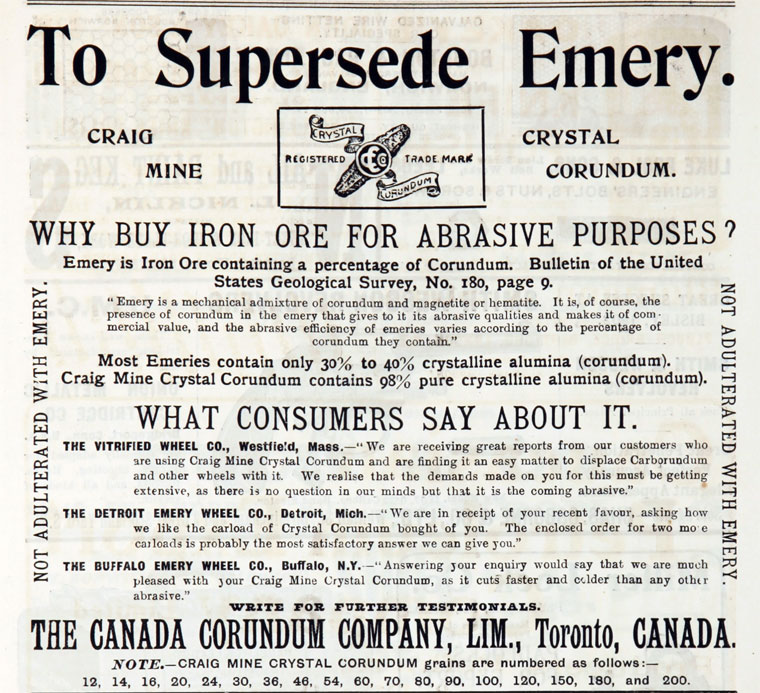 To Supersede Emery.
CRAIG
MINE
CRYSTAL
REGISTERED TRADE MARK
CORUNDUM
CRYSTAL
CORUNDUM.
WHY BUY IRON ORE FOR ABRASIVE PURPOSES?
Emery is Iron Ore containing a percentage of Corundum. Bulletin of the United
States Geological Survey, No. 180, page 9.
"Emery is a mechanical admixture of corundum and magnetite or hematite. It is, of course, the
presence of corundum in the emery that gives to it its abrasive qualities and makes it of com-
mercial value, and the abrasive efficiency of emeries varies according to the percentage of
corundum they contain."
Most Emeries contain only 30% to 40% crystalline alumina (corundum).
Craig Mine Crystal Corundum contains 98% pure crystalline alumina (corundum).
NOT ADULTERATED WITH EMERY.
NOT ADULTERATED WITH EMERY.
WHAT CONSUMERS SAY ABOUT IT.
THE VITRIFIED WHEEL CO., Westfield, Mass.—"We are receiving great reports from our customers who
are using Craig Mine Crystal Corundum and are finding it an easy matter to displace Carborundum
and other wheels with it. We realise that the demands made on you for this must be getting
extensive, as there is no question in our minds but that it is the coming abrasive."
THE DETROIT EMERY WHEEL CO., Detroit, Mich.—"We are in receipt of your recent favour, asking how
we like the carload of Crystal Corundum bought of you. The enclosed order for two more
carloads is probably the most satisfactory answer we can give you."
THE BUFFALO EMERY WHEEL CO., Buffalo, N.Y.—"Answering your enquiry would say that we are much
pleased with your Craig Mine Crystal Corundum, as it cuts faster and colder than any other
abrasive."
WRITE FOR FURTHER TESTIMONIALS.
THE CANADA CORUNDUM COMPANY, LIM., Toronto, CANADA.
NOTE.—CRAIG MINE CRYSTAL CORUNDUM grains are numbered as follows:—
12, 14, 16, 20, 24, 30, 36, 46, 54, 60, 70, 80, 90, 100, 120, 150, 180, and 200.